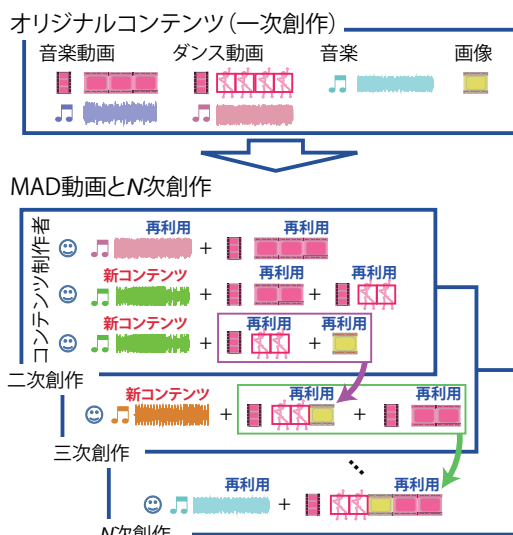 オリジナルコンテンツ（一次創作）
音楽動画 ダンス動画 音楽 画像
MAD動画とN次創作
コンテンツ制作者
再利用 + 再利用
新コンテンツ + 再利用 + 再利用
新コンテンツ + 再利用 + 再利用
二次創作
新コンテンツ + 再利用 + 再利用
三次創作
再利用 + 再利用
N次創作